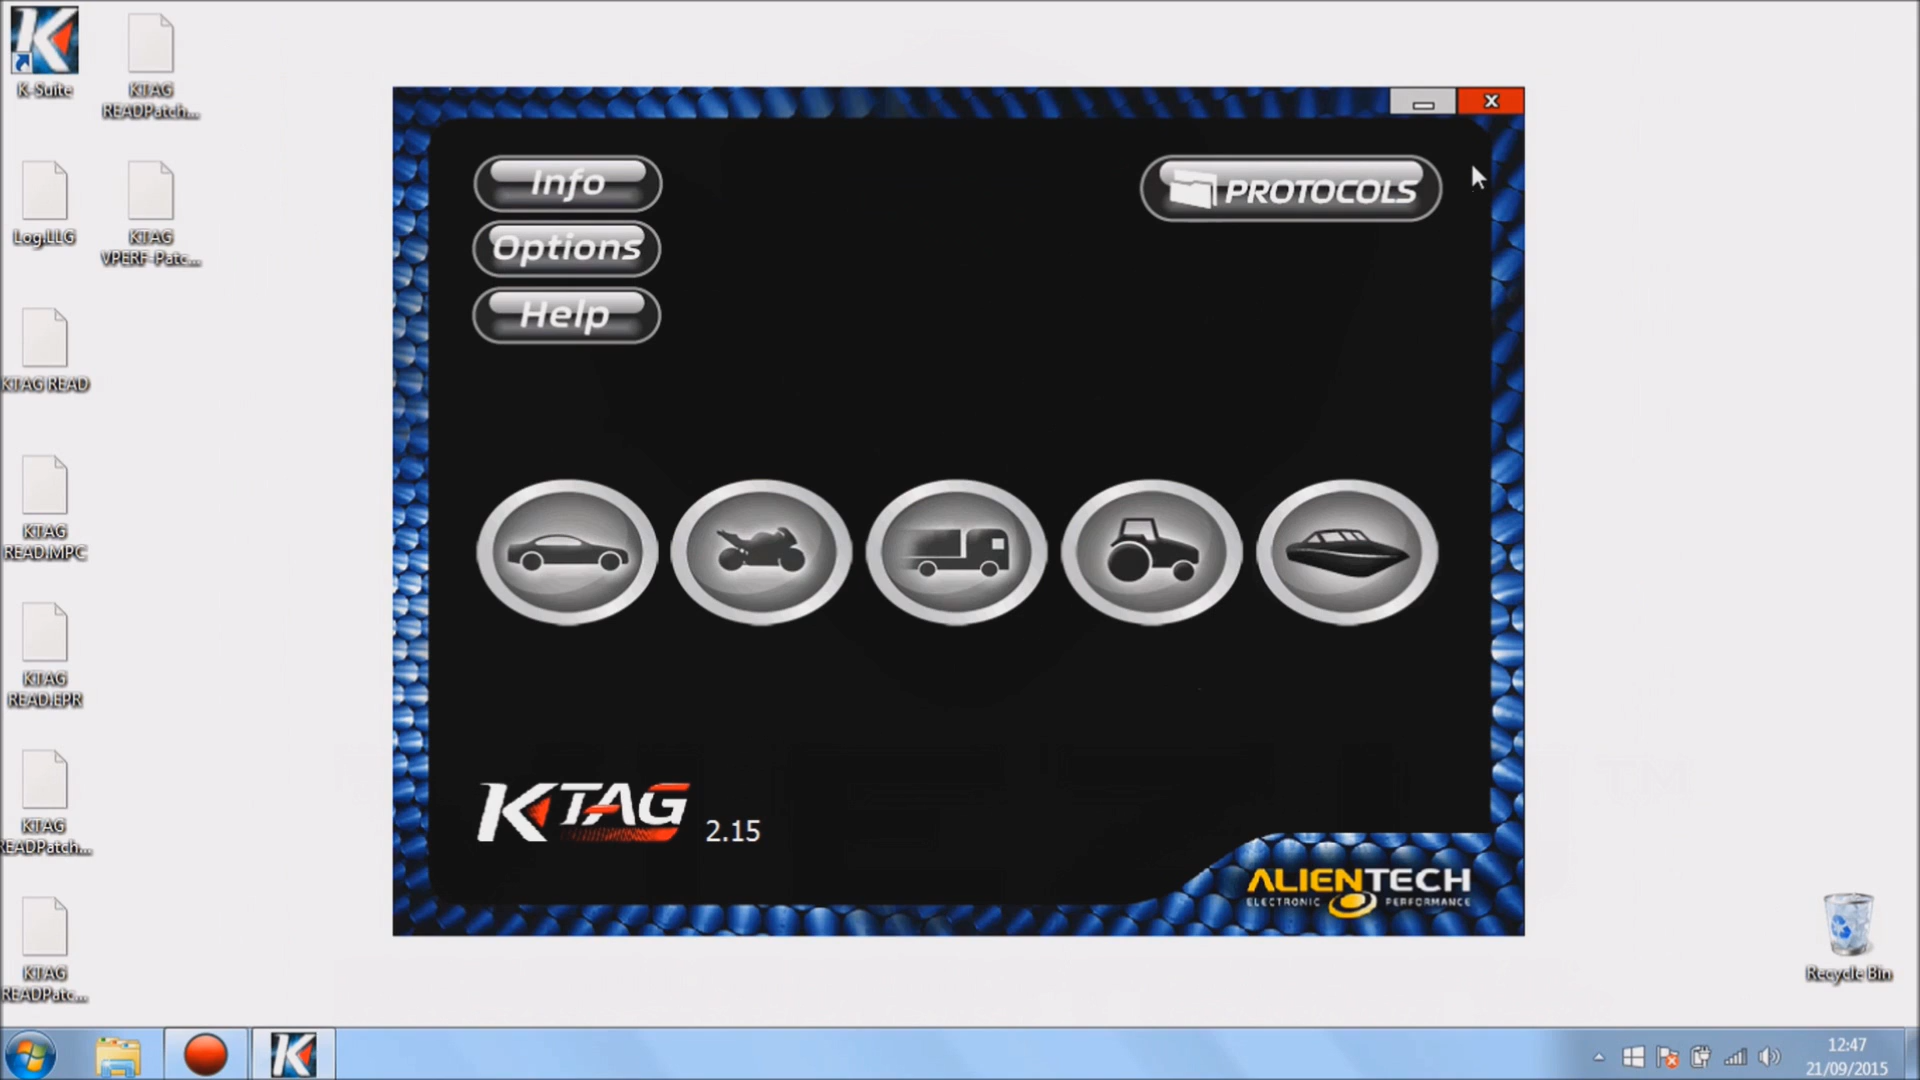 K-Suite
KTAG
READPatch...
Log.LLG
KTAG
VPERF-Patc...
KTAG READ
KTAG
READ.MPC
KTAG
READ.EPR
KTAG
READPatch...
KTAG
READPatc...
Info
Options
Help
PROTOCOLS
KTAG 2.15
ALIENTECH
ELECTRONIC PERFORMANCE
TM
Recycle Bin
12:47
21/09/2015